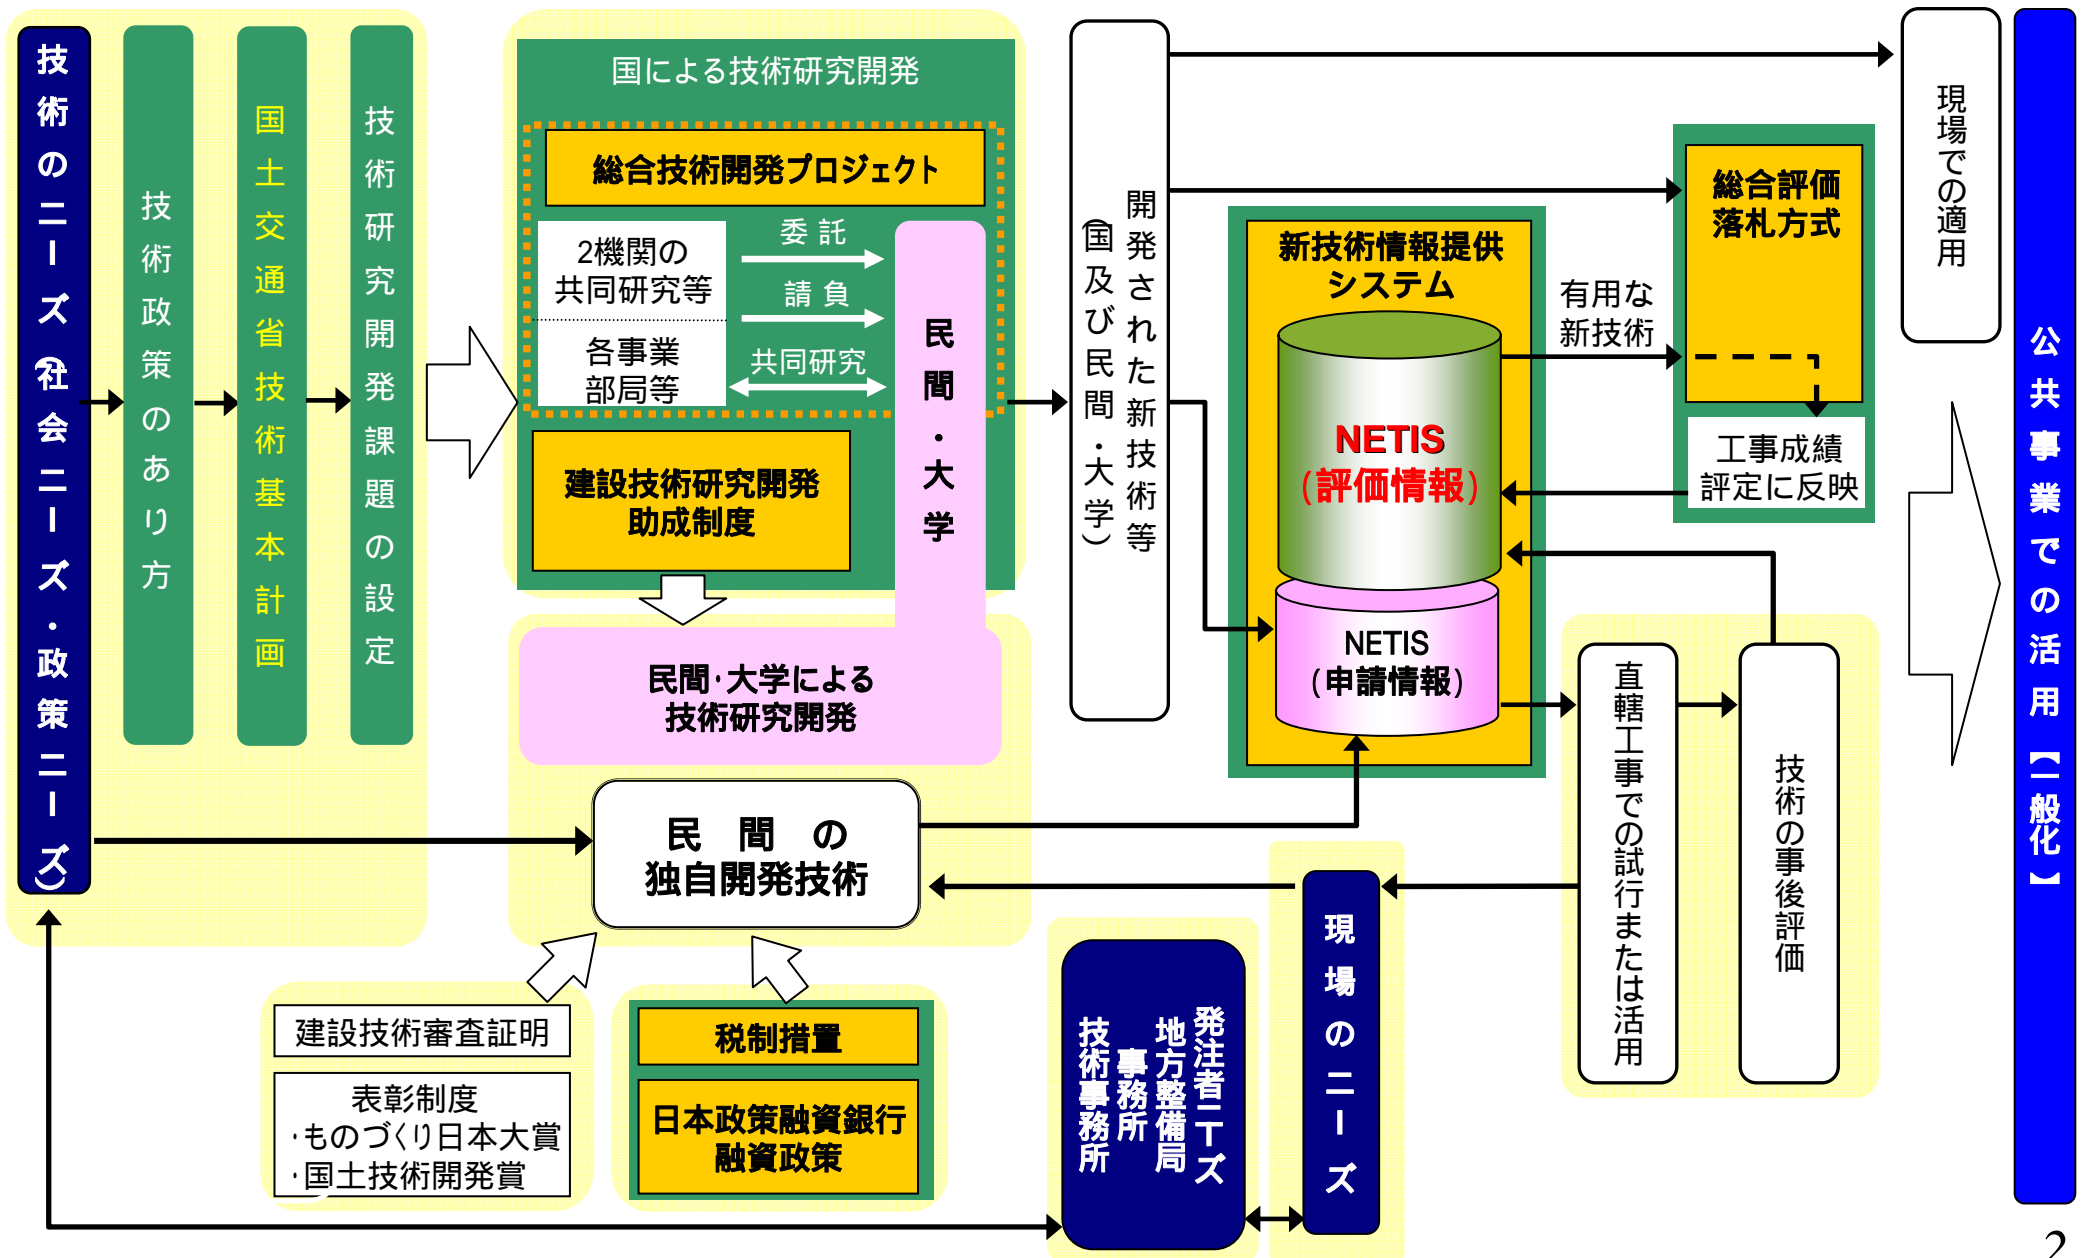 技術のニーズ(社会ニーズ・政策ニーズ)
技術政策のあり方
国土交通省技術基本計画
技術研究開発課題の設定
国による技術研究開発
総合技術開発プロジェクト
2機関の
共同研究等
各事業
部局等
委 託
請 負
共同研究
民間・大学
建設技術研究開発
助成制度
民間・大学による
技術研究開発
民 間 の
独自開発技術
建設技術審査証明
表彰制度
・ものづくり日本大賞
・国土技術開発賞
税制措置
日本政策融資銀行
融資政策
開発された新技術等
(国及び民間・大学)
新技術情報提供
システム
NETIS
(評価情報)
NETIS
(申請情報)
有用な
新技術
総合評価
落札方式
工事成績
評定に反映
現場での適用
直轄工事での試行または活用
技術の事後評価
発注者ニーズ
地方整備局
事務所
技術事務所
現場のニーズ
公共事業での活用【一般化】
2